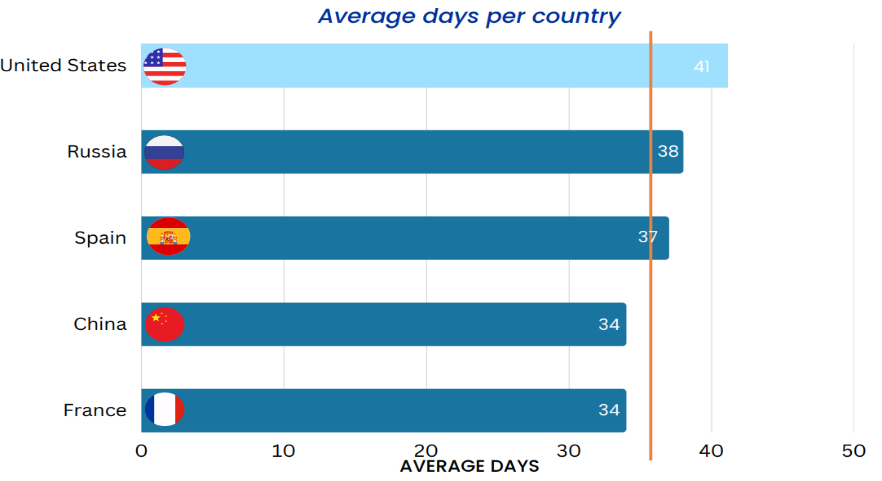 Average days per country
United States 41
Russia 38
Spain 37
China 34
France 34
0 10 20 30 40 50
AVERAGE DAYS